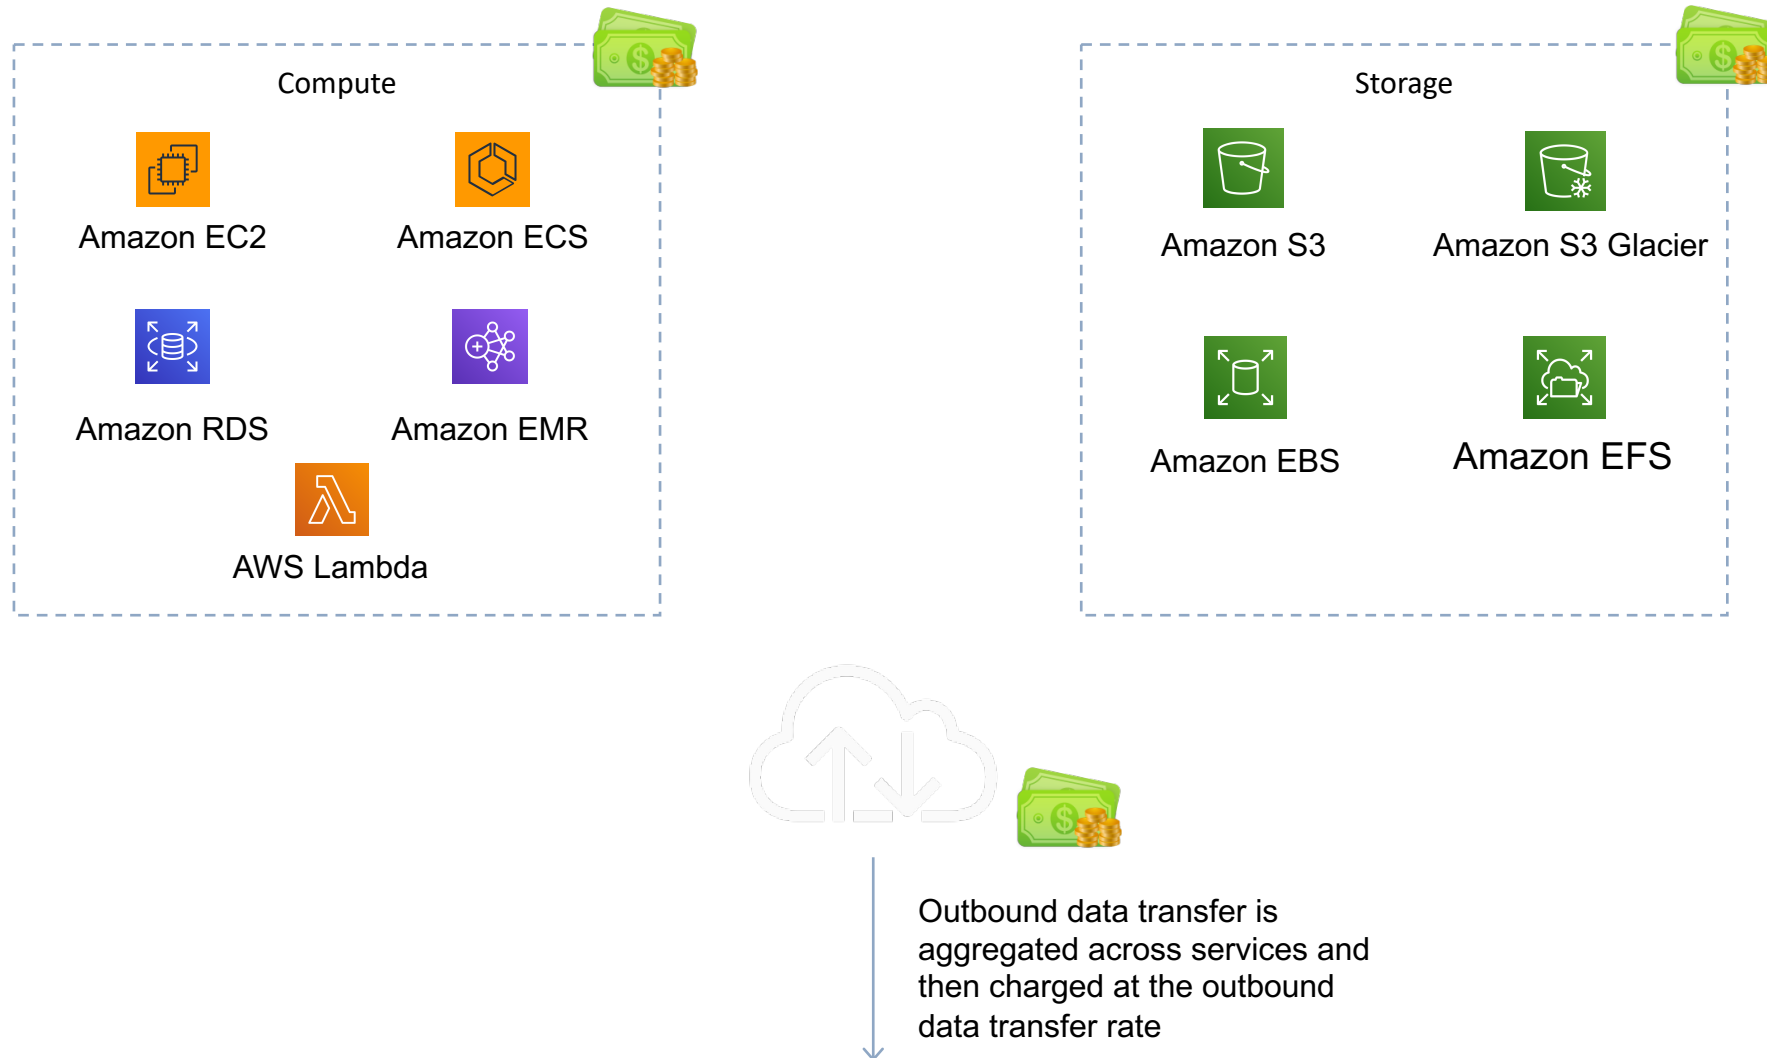 Compute
Amazon EC2
Amazon ECS
Amazon RDS
Amazon EMR
AWS Lambda
Storage
Amazon S3
Amazon S3 Glacier
Amazon EBS
Amazon EFS
Outbound data transfer is
aggregated across services and
then charged at the outbound
data transfer rate